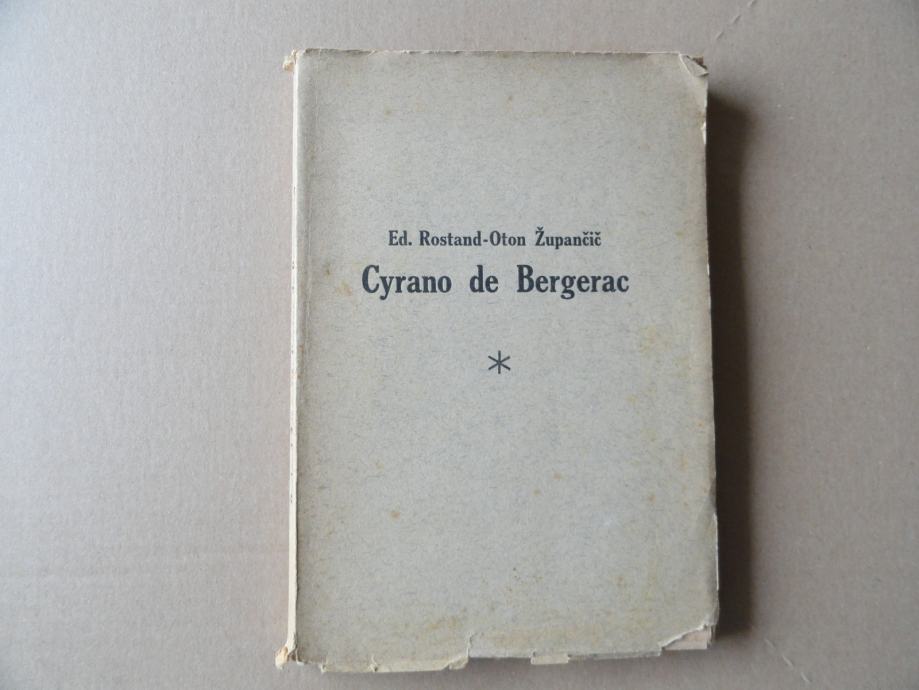 Ed. Rostand-Oton Župančič
Cyrano de Bergerac
*